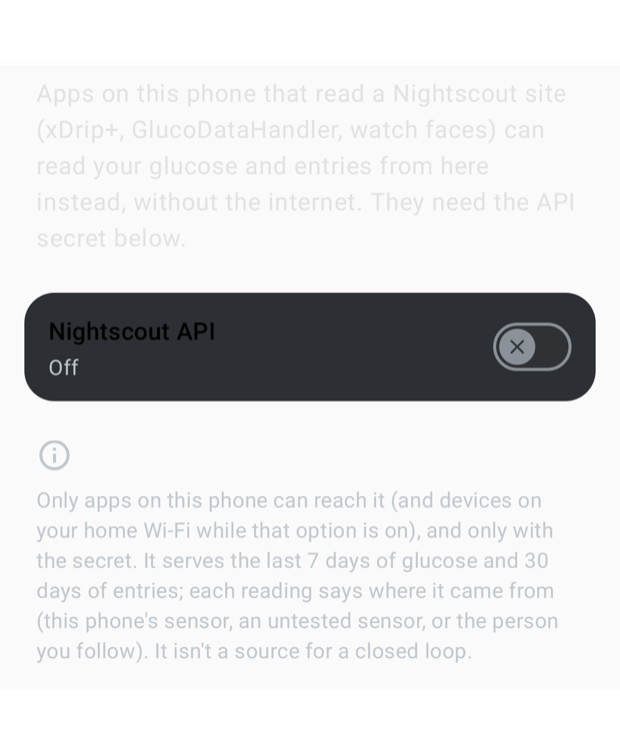 Apps on this phone that read a Nightscout site
(xDrip+, GlucoDataHandler, watch faces) can
read your glucose and entries from here
instead, without the internet. They need the API
secret below.
Nightscout API
Off
Only apps on this phone can reach it (and devices on
your home Wi-Fi while that option is on), and only with
the secret. It serves the last 7 days of glucose and 30
days of entries; each reading says where it came from
(this phone's sensor, an untested sensor, or the person
you follow). It isn't a source for a closed loop.